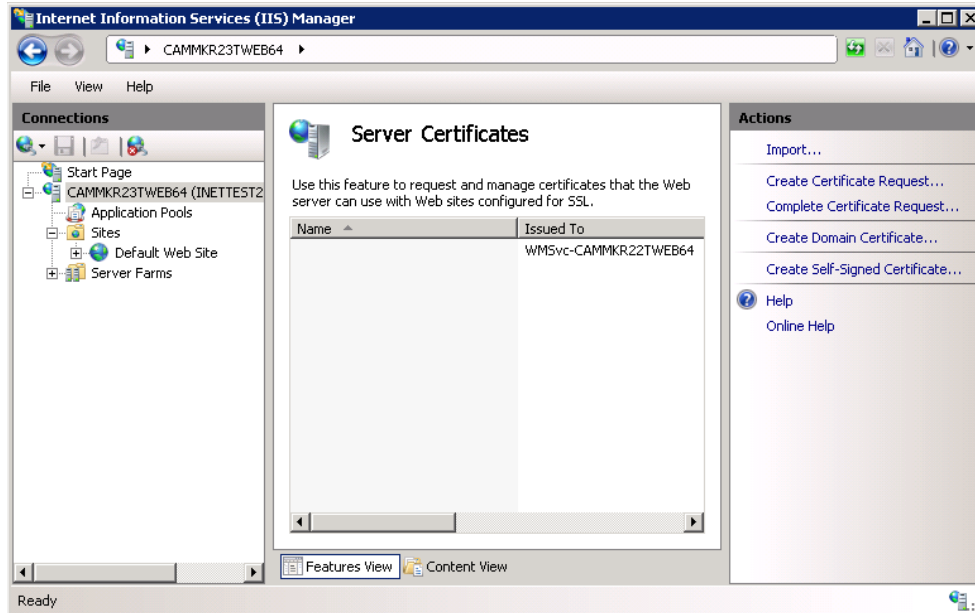 Internet Information Services (IIS) Manager
CAMMKR23TWEB64
File View Help
Connections
Start Page
CAMMKR23TWEB64 (INETTEST2
Application Pools
Sites
Default Web Site
Server Farms
Server Certificates
Use this feature to request and manage certificates that the Web
server can use with Web sites configured for SSL.
Name Issued To
WMSvc-CAMMKR22TWEB64
Features View Content View
Actions
Import...
Create Certificate Request...
Complete Certificate Request...
Create Domain Certificate...
Create Self-Signed Certificate...
Help
Online Help
Ready